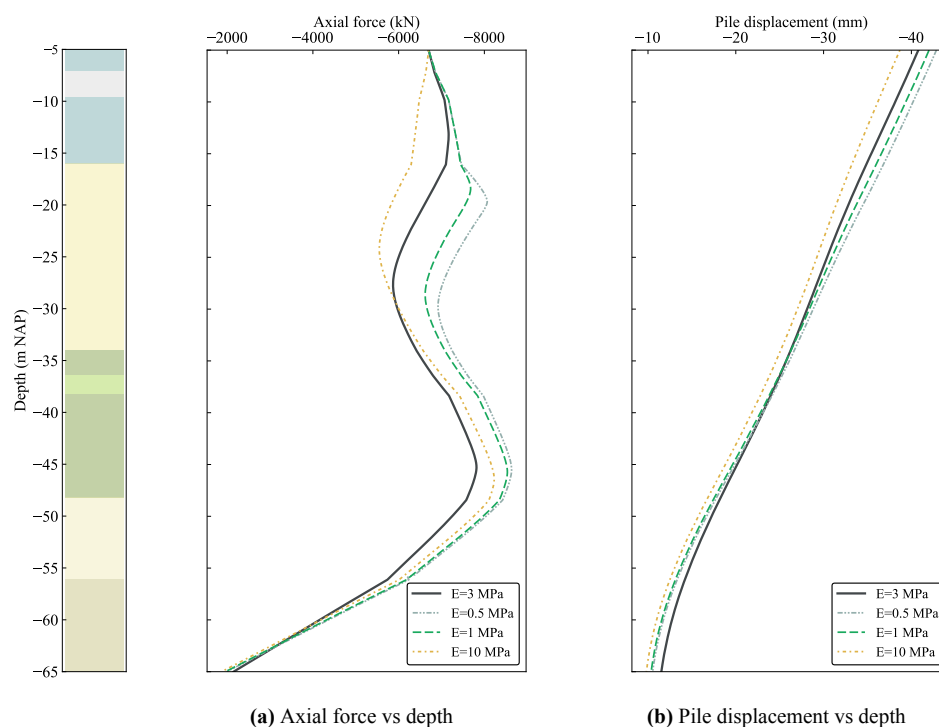 Axial force (kN)
−2000 −4000 −6000 −8000
Pile displacement (mm)
−10 −20 −30 −40
Depth (m NAP)
−5
−10
−15
−20
−25
−30
−35
−40
−45
−50
−55
−60
−65
E=3 MPa
E=0.5 MPa
E=1 MPa
E=10 MPa
E=3 MPa
E=0.5 MPa
E=1 MPa
E=10 MPa
(a) Axial force vs depth
(b) Pile displacement vs depth